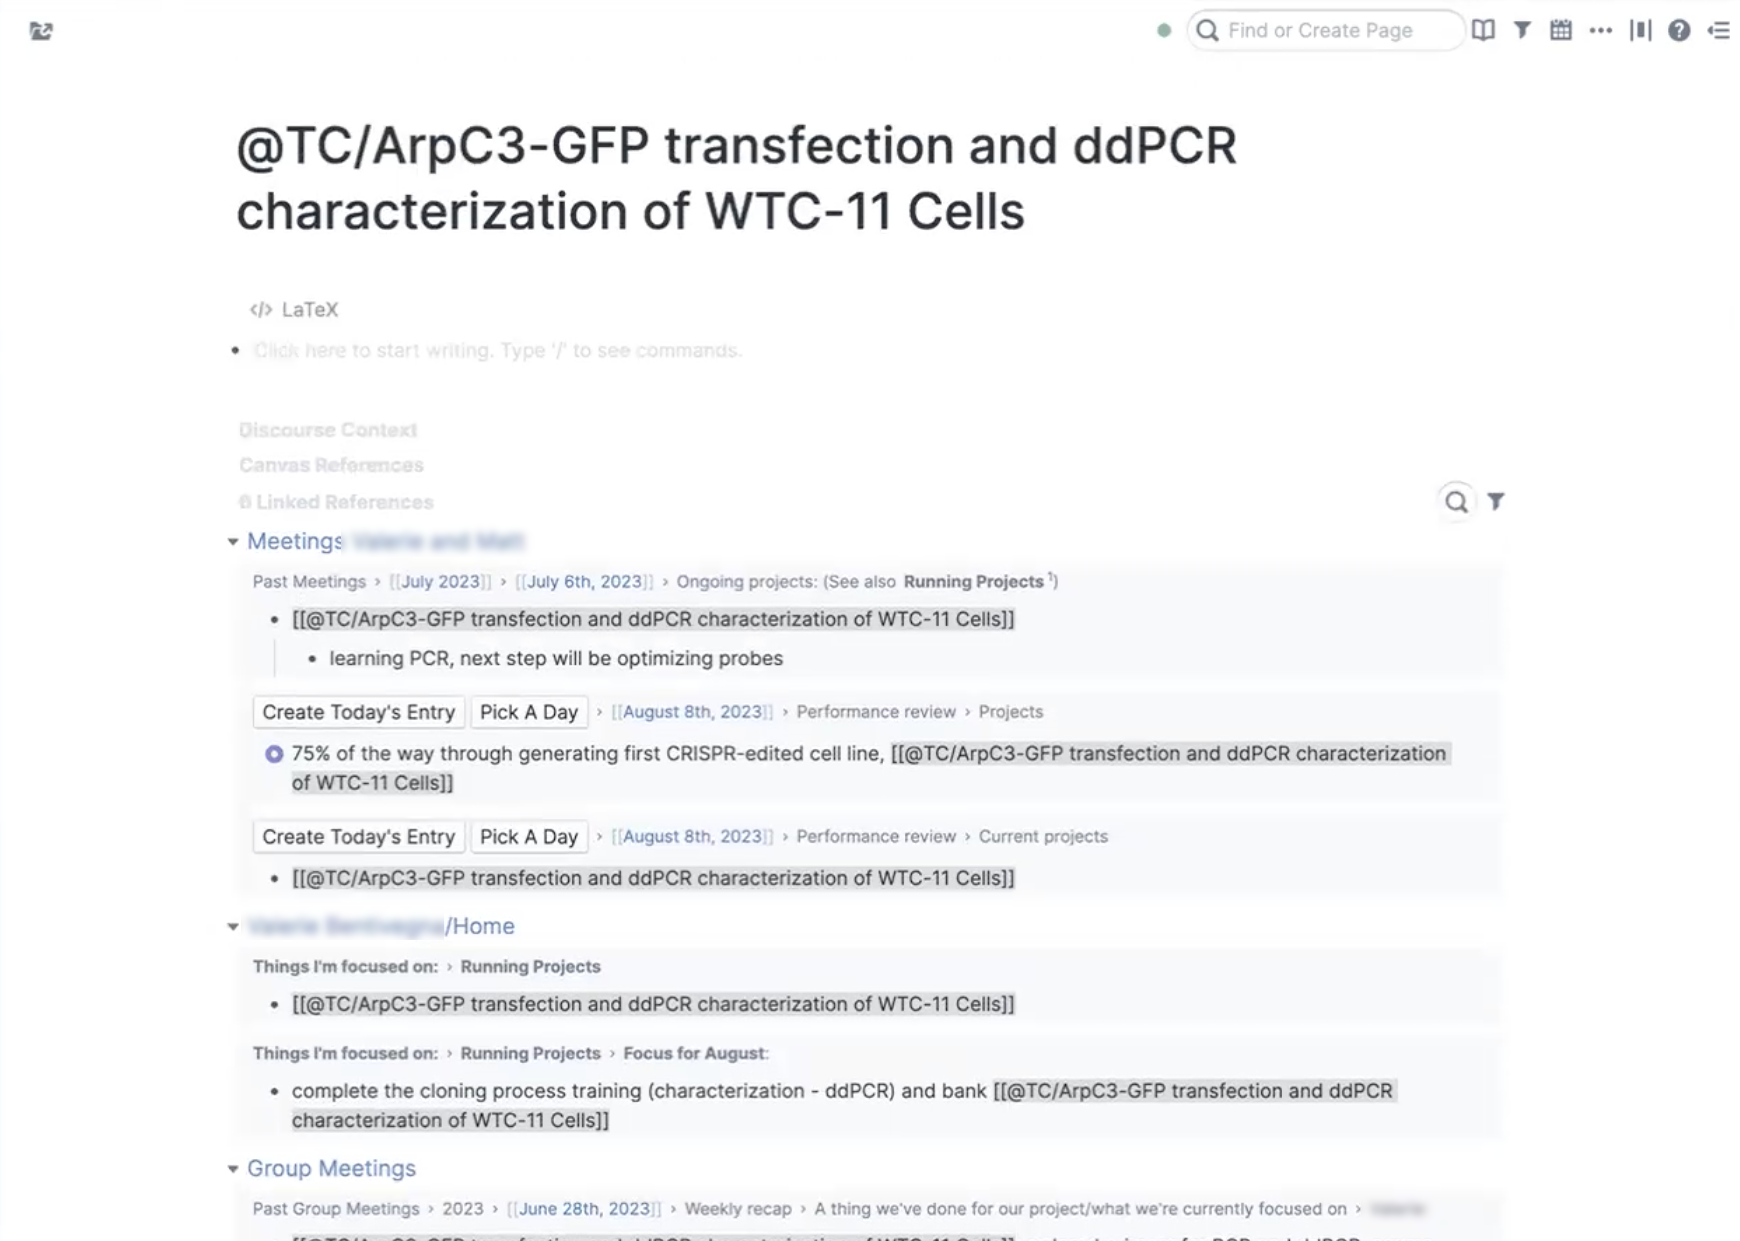 Find or Create Page
@TC/ArpC3-GFP transfection and ddPCR
characterization of WTC-11 Cells
</> LaTeX
Click here to start writing. Type '/' to see commands.
Discourse Context
Canvas References
6 Linked References
Meetings
Past Meetings › [[July 2023]] › [[July 6th, 2023]] › Ongoing projects: (See also Running Projects 1)
[[@TC/ArpC3-GFP transfection and ddPCR characterization of WTC-11 Cells]]
learning PCR, next step will be optimizing probes
Create Today's Entry Pick A Day › [[August 8th, 2023]] › Performance review › Projects
75% of the way through generating first CRISPR-edited cell line, [[@TC/ArpC3-GFP transfection and ddPCR characterization
of WTC-11 Cells]]
Create Today's Entry Pick A Day › [[August 8th, 2023]] › Performance review › Current projects
[[@TC/ArpC3-GFP transfection and ddPCR characterization of WTC-11 Cells]]
/Home
Things I'm focused on: › Running Projects
[[@TC/ArpC3-GFP transfection and ddPCR characterization of WTC-11 Cells]]
Things I'm focused on: › Running Projects › Focus for August:
complete the cloning process training (characterization - ddPCR) and bank [[@TC/ArpC3-GFP transfection and ddPCR
characterization of WTC-11 Cells]]
Group Meetings
Past Group Meetings › 2023 › [[June 28th, 2023]] › Weekly recap › A thing we've done for our project/what we're currently focused on ›